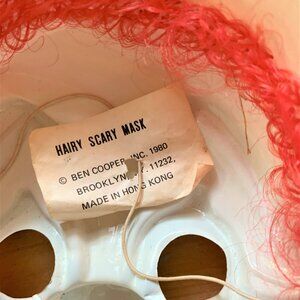 HAIRY SCARY MASK
© BEN COOPER, INC. 1980
BROOKLYN, . 11232,
MADE IN HONG KONG